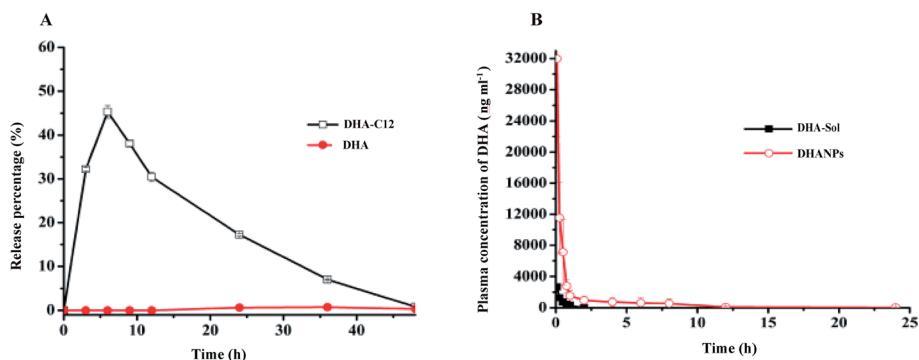 A
Release percentage (%)
60
50
40
30
20
10
0
0
10
20
30
40
Time (h)
DHA-C12
DHA
B
Plasma concentration of DHA ( ng ml-1)
32000
28000
24000
20000
16000
12000
8000
4000
0
0
5
10
15
20
25
Time (h)
DHA-Sol
DHANPs